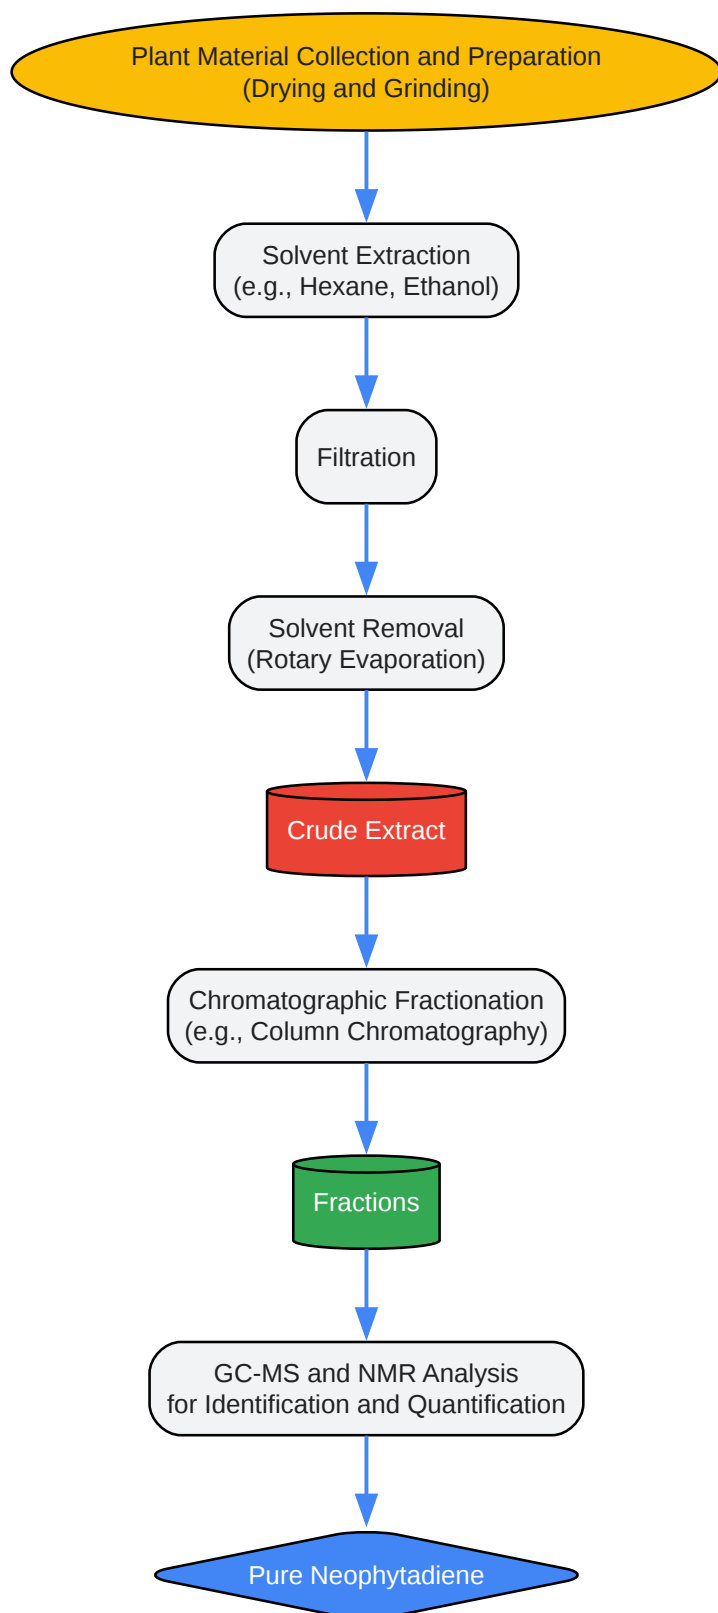 Plant Material Collection and Preparation
(Drying and Grinding)
Solvent Extraction
(e.g., Hexane, Ethanol)
Filtration
Solvent Removal
(Rotary Evaporation)
Crude Extract
Chromatographic Fractionation
(e.g., Column Chromatography)
Fractions
GC-MS and NMR Analysis
for Identification and Quantification
Pure Neophytadiene